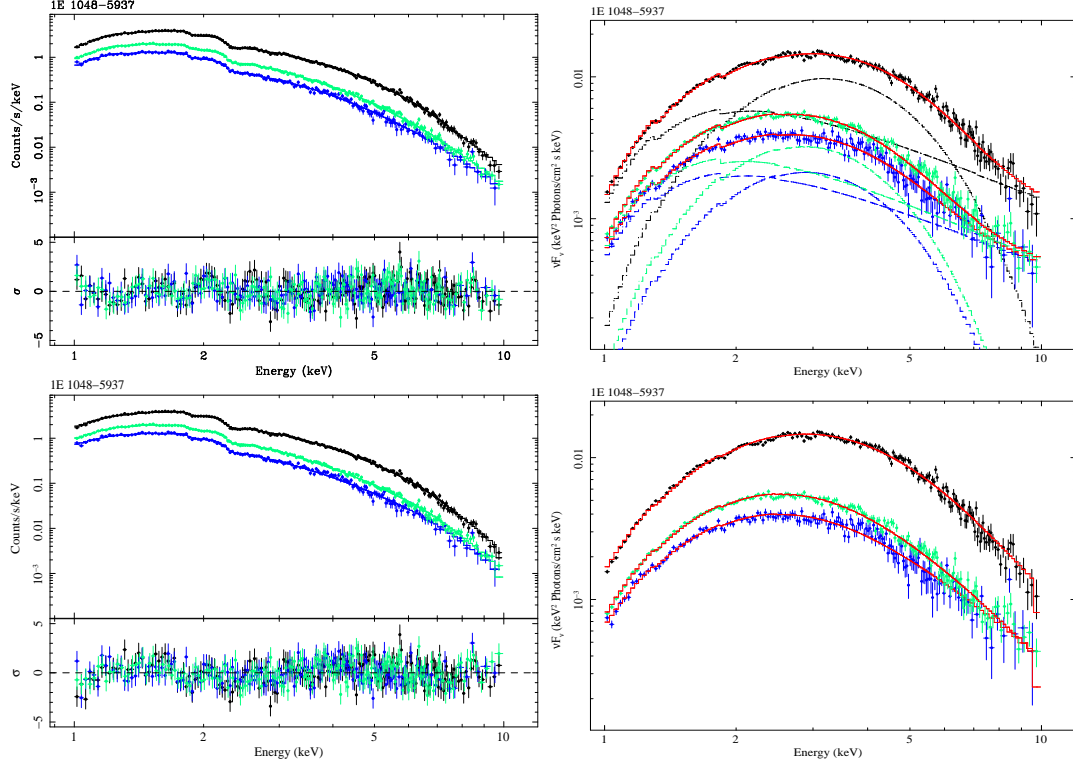 1E 1048−5937
Counts/s/keV
1
0.1
0.01
10⁻³
σ
5
0
−5
1
2
5
10
Energy (keV)
1E 1048−5937
νFᵥ (keV² Photons/cm² s keV)
0.01
10⁻³
1
2
5
10
Energy (keV)
1E 1048−5937
Counts/s/keV
1
0.1
0.01
10⁻³
σ
5
0
−5
1
2
5
10
Energy (keV)
1E 1048−5937
νFᵥ (keV² Photons/cm² s keV)
0.01
10⁻³
1
2
5
10
Energy (keV)